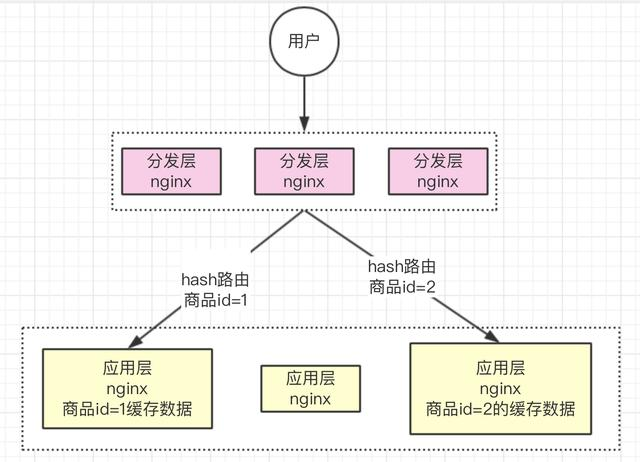 用户
分发层
nginx
分发层
nginx
分发层
nginx
hash路由
商品id=1
hash路由
商品id=2
应用层
nginx
商品id=1缓存数据
应用层
nginx
应用层
nginx
商品id=2的缓存数据